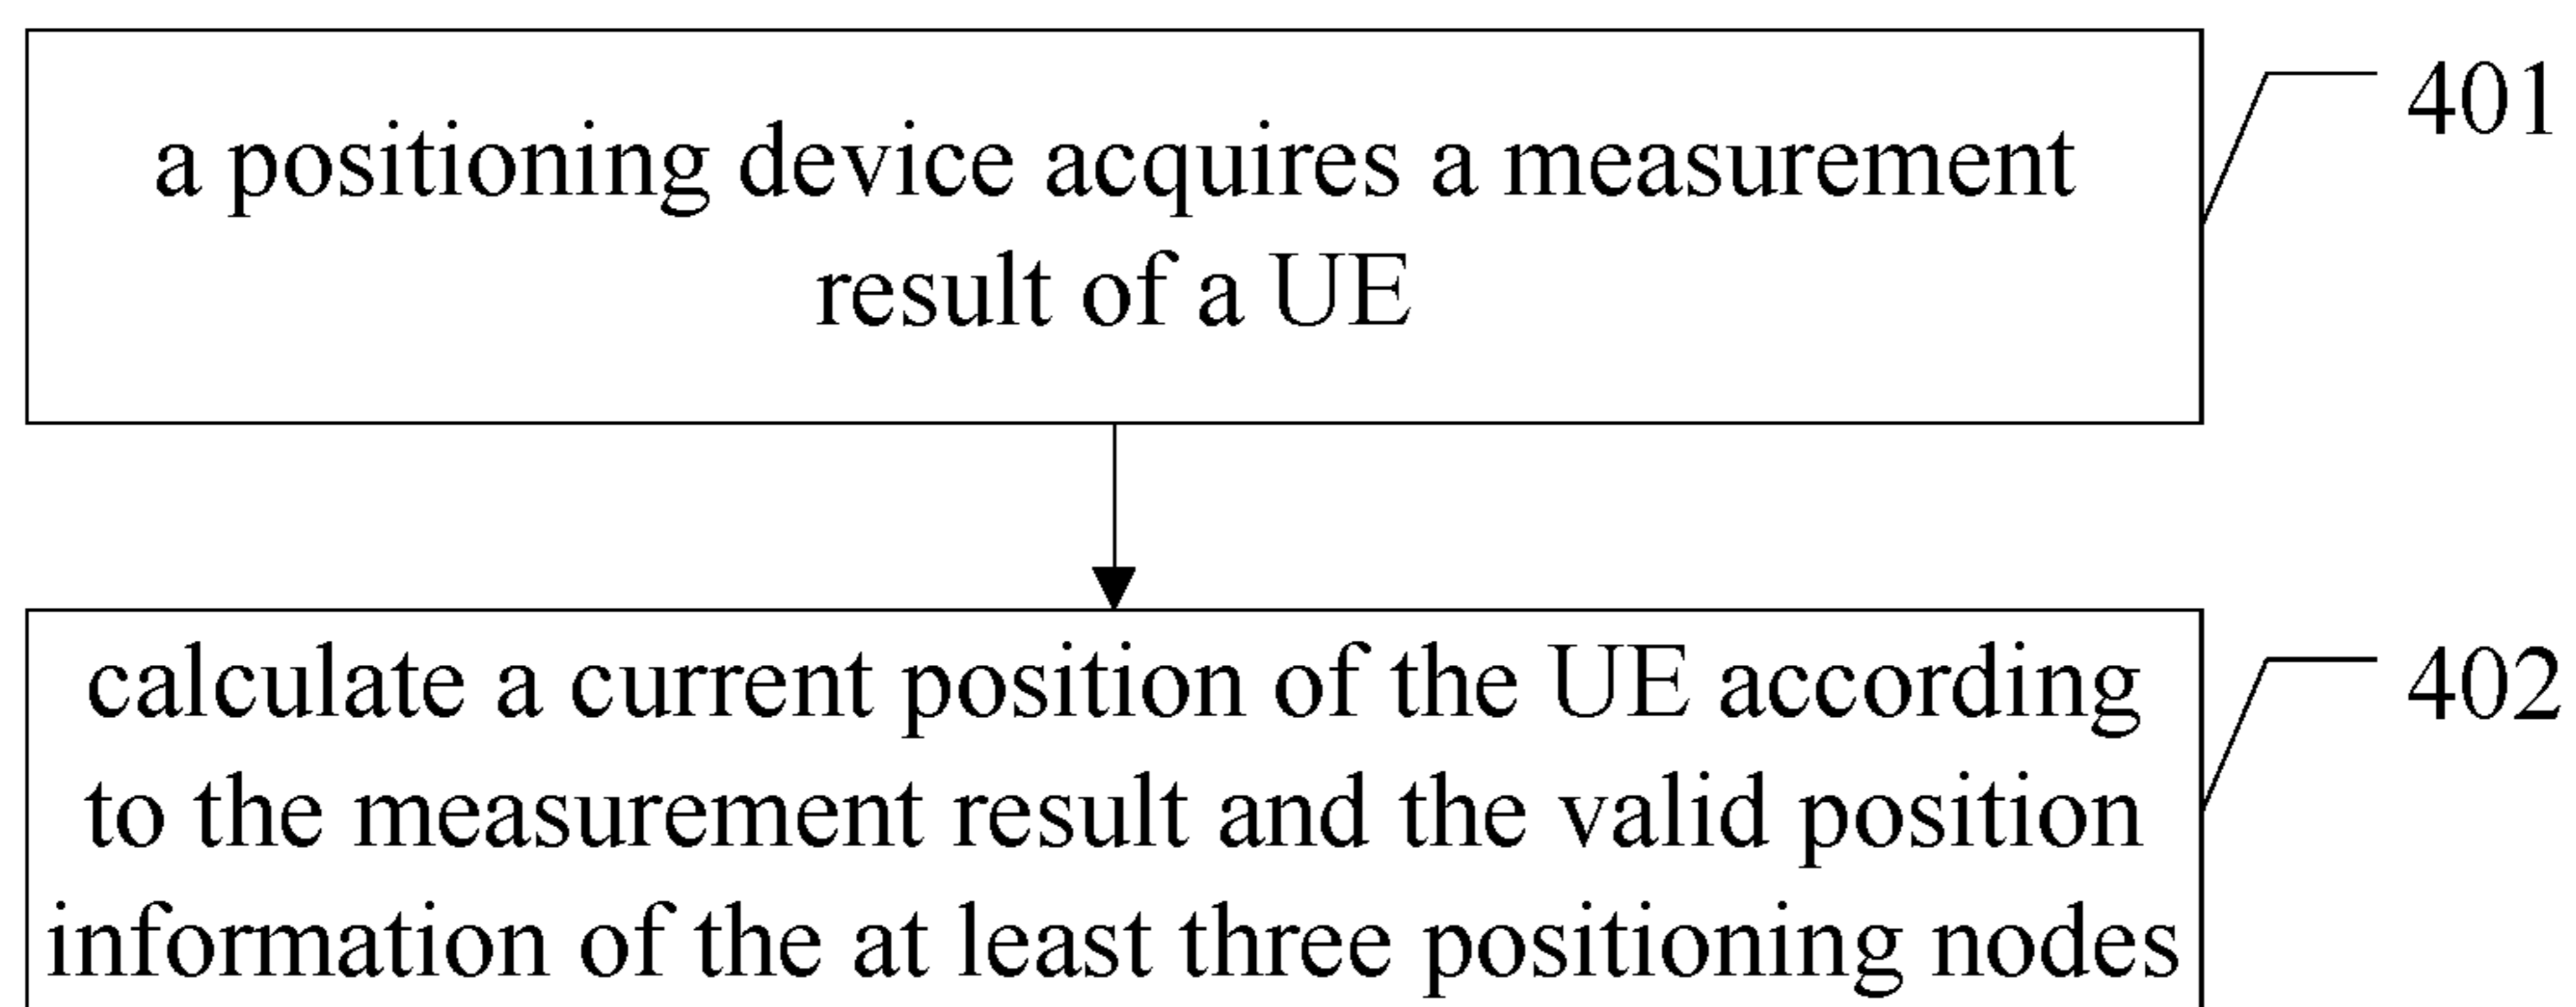 a positioning device acquires a measurement
result of a UE
401
calculate a current position of the UE according
to the measurement result and the valid position
information of the at least three positioning nodes
402